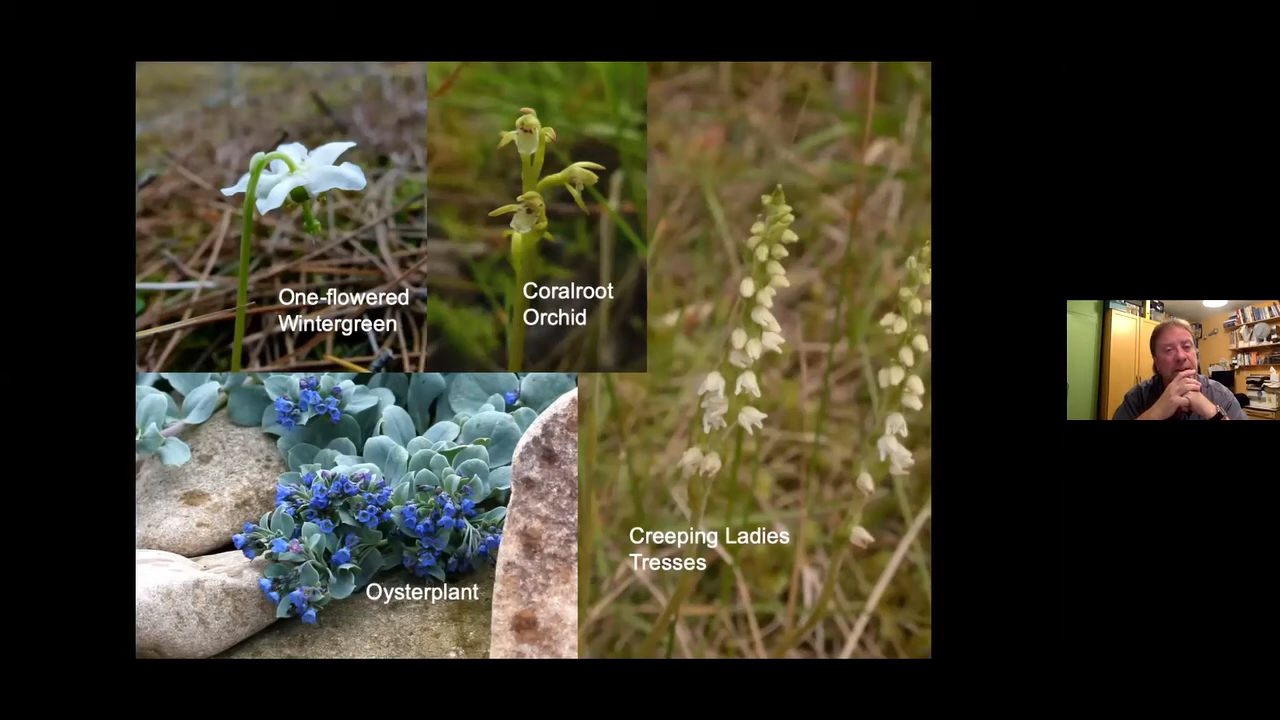 One-flowered
Wintergreen
Coralroot
Orchid
Creeping Ladies
Tresses
Oysterplant